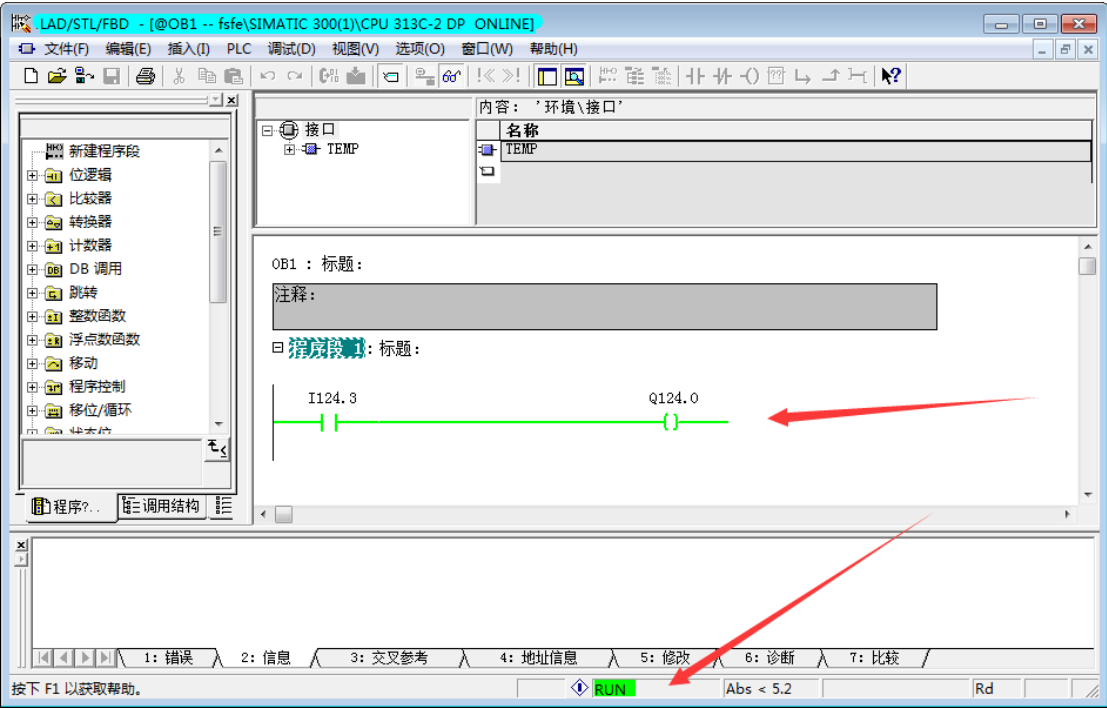 LAD/STL/FBD - [@OB1 -- fsfe\SIMATIC 300(1)\CPU 313C-2 DP ONLINE]
文件(F) 编辑(E) 插入(I) PLC 调试(D) 视图(V) 选项(O) 窗口(W) 帮助(H)
内容: '环境\接口'
接口
TEMP
名称
TEMP
新建程序段
位逻辑
比较器
转换器
计数器
DB 调用
跳转
整数函数
浮点数函数
移动
程序控制
移位/循环
状态位
程序?..
调用结构
OB1 : 标题:
注释:
程序段 1: 标题:
I124.3 Q124.0
1: 错误 2: 信息 3: 交叉参考 4: 地址信息 5: 修改 6: 诊断 7: 比较
按下 F1 以获取帮助。 RUN Abs < 5.2 Rd